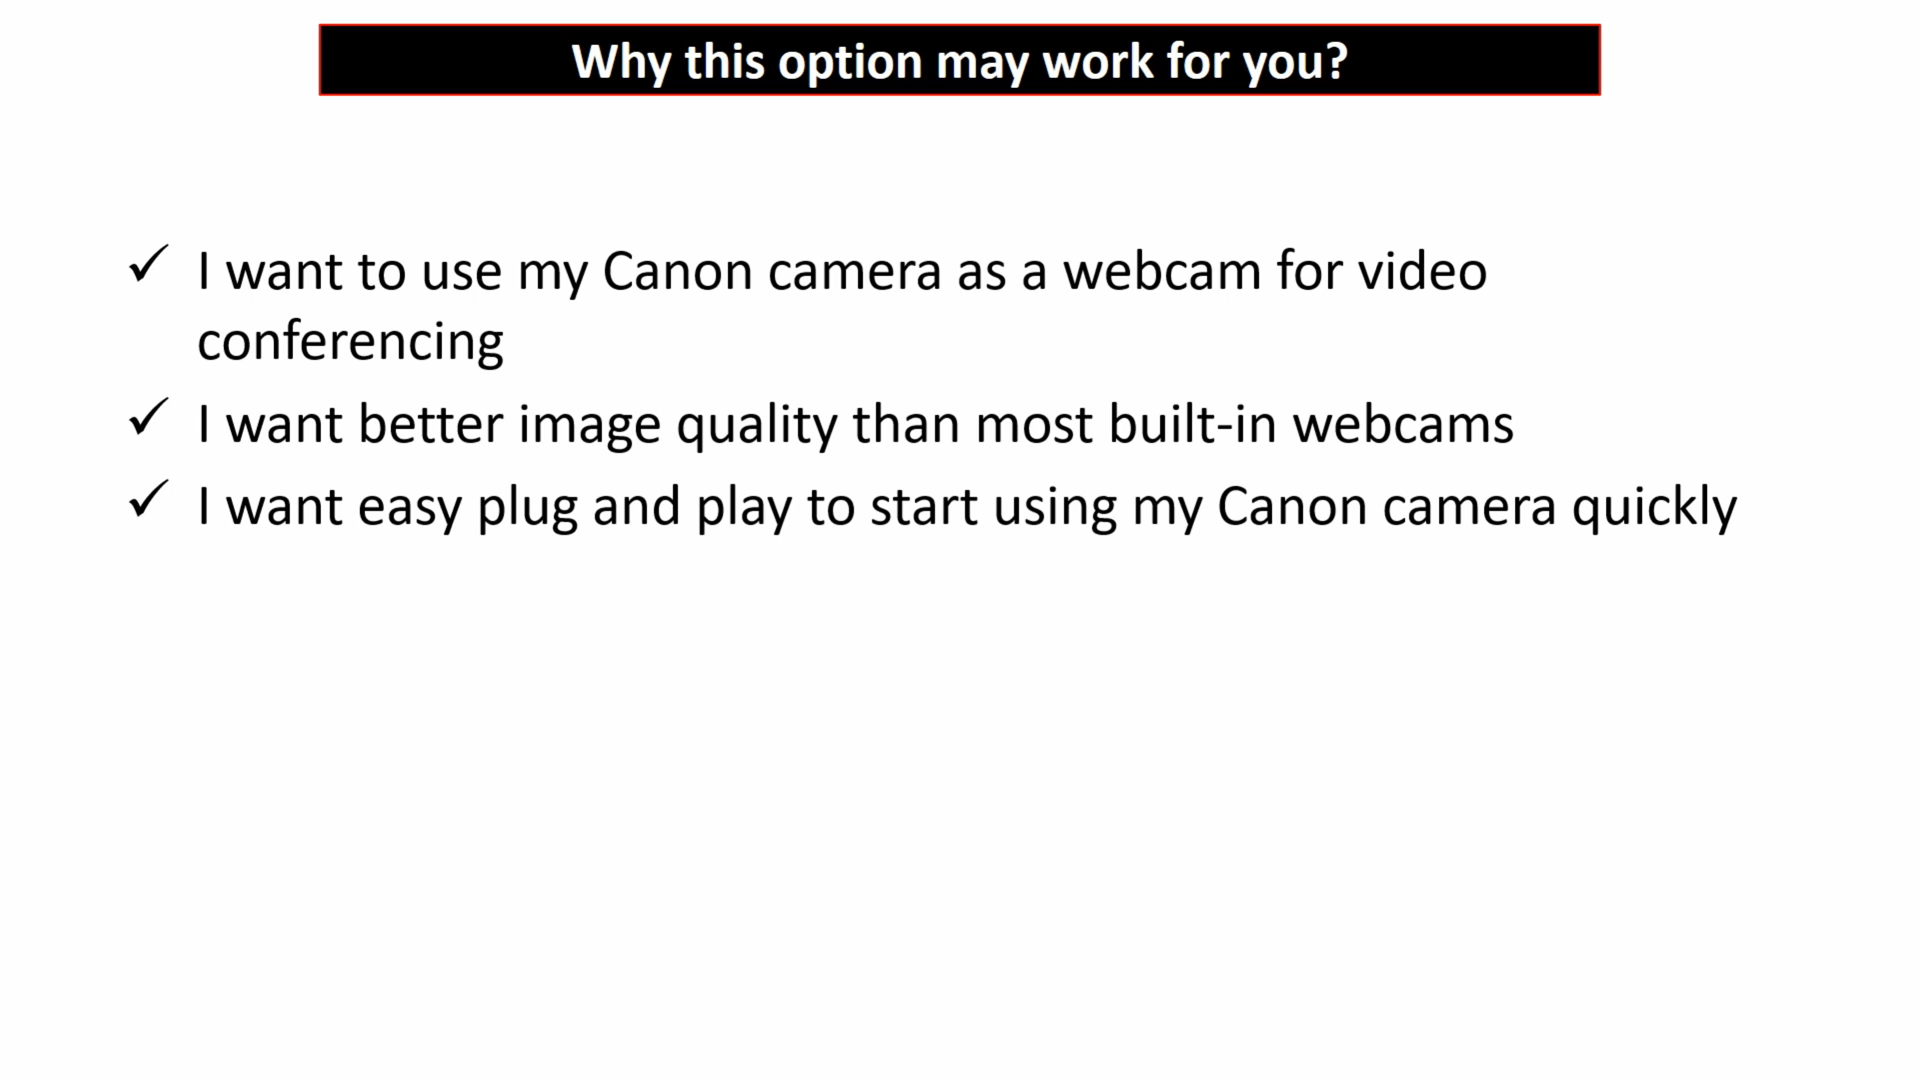 Why this option may work for you?
✓ I want to use my Canon camera as a webcam for video
conferencing
✓ I want better image quality than most built-in webcams
✓ I want easy plug and play to start using my Canon camera quickly